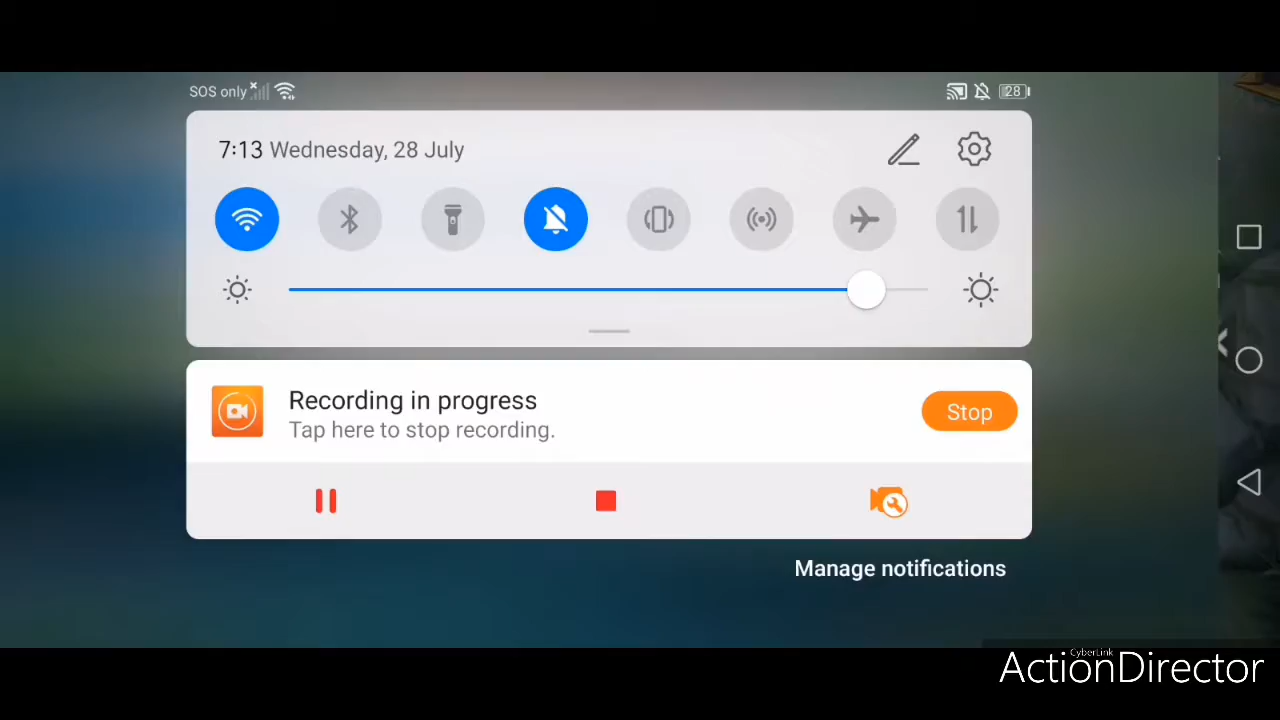 SOS only
28
7:13 Wednesday, 28 July
Recording in progress
Tap here to stop recording.
Stop
Manage notifications
CyberLink
ActionDirector